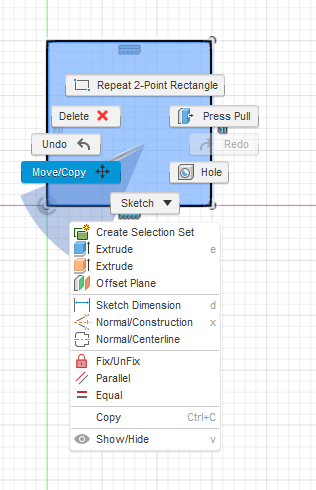 Repeat 2-Point Rectangle
Delete
Press Pull
Undo
Redo
Move/Copy
Hole
Sketch
Create Selection Set
Extrude e
Extrude
Offset Plane
Sketch Dimension d
Normal/Construction x
Normal/Centerline
Fix/UnFix
Parallel
Equal
Copy Ctrl+C
Show/Hide v